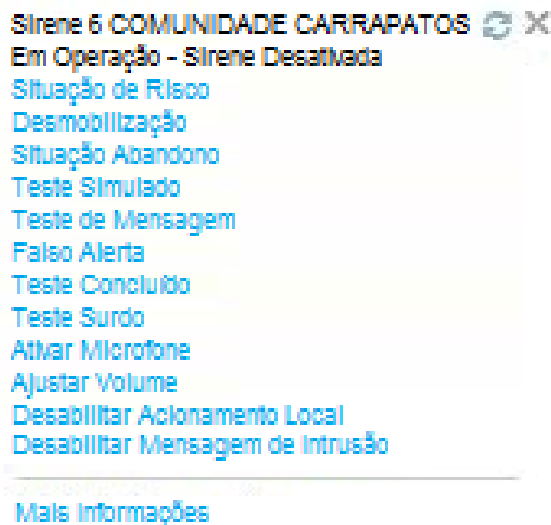 Sirene 6 COMUNIDADE CARRAPATOS
Em Operação - Sirene Desativada
Situação de Risco
Desmobilização
Situação Abandono
Teste Simulado
Teste de Mensagem
Falso Alerta
Teste Concluído
Teste Surdo
Ativar Microfone
Ajustar Volume
Desabilitar Acionamento Local
Desabilitar Mensagem de Intrusão
Mais Informações